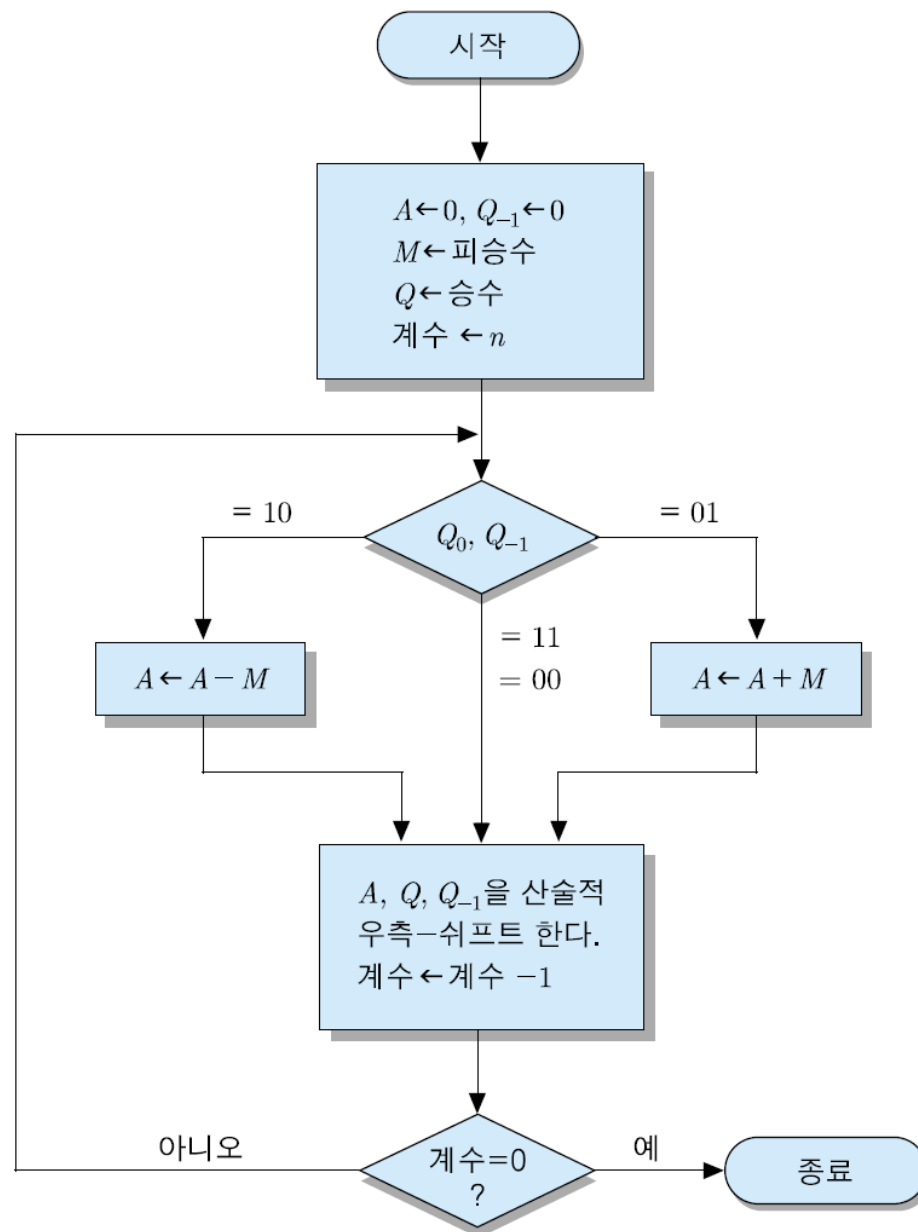 시작
A←0, Q₋₁←0
M←피승수
Q←승수
계수 ←n
= 10
Q₀, Q₋₁
= 01
= 11
= 00
A←A−M
A←A+M
A, Q, Q₋₁을 산술적
우측−쉬프트 한다.
계수←계수 −1
아니오
계수=0
?
예
종료